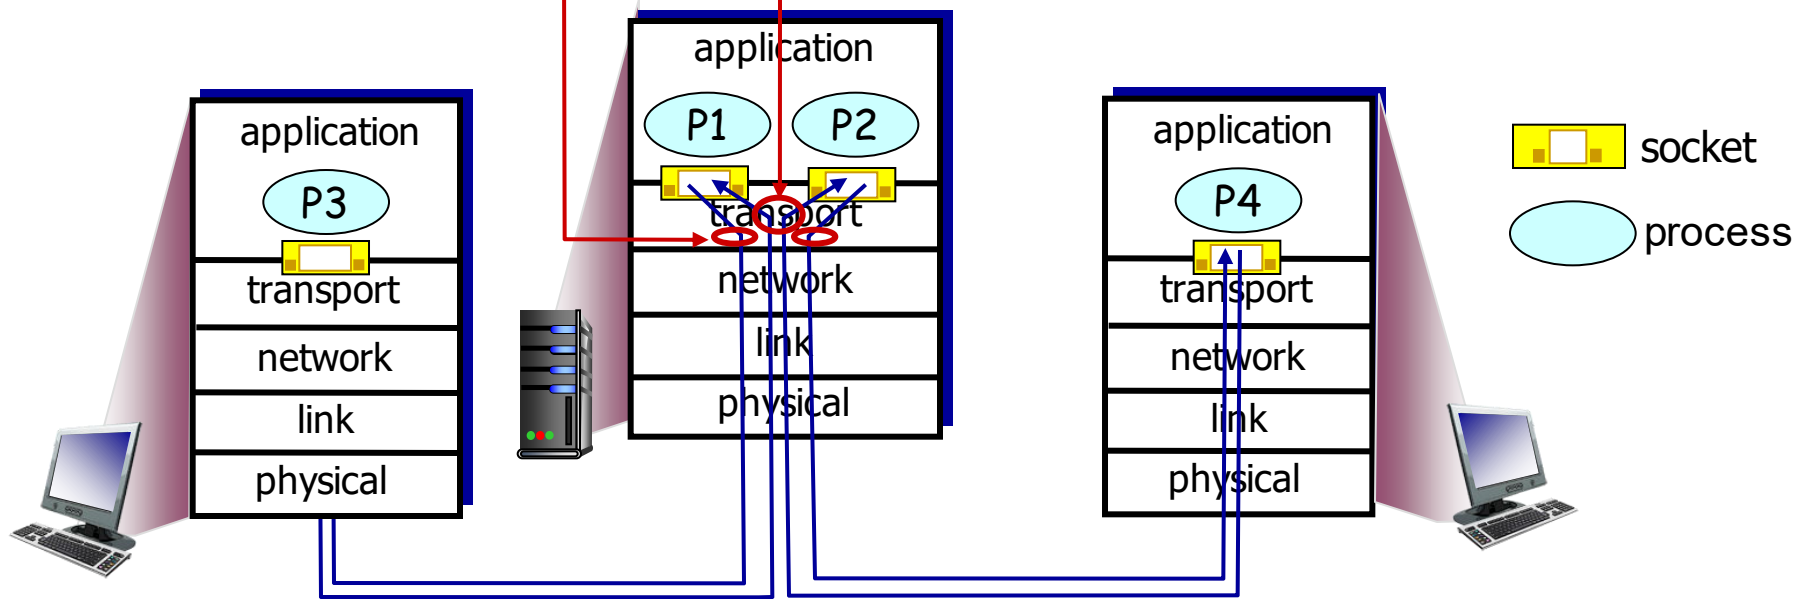 application
P3
transport
network
link
physical
application
P1
P2
transport
network
link
physical
application
P4
transport
network
link
physical
socket
process